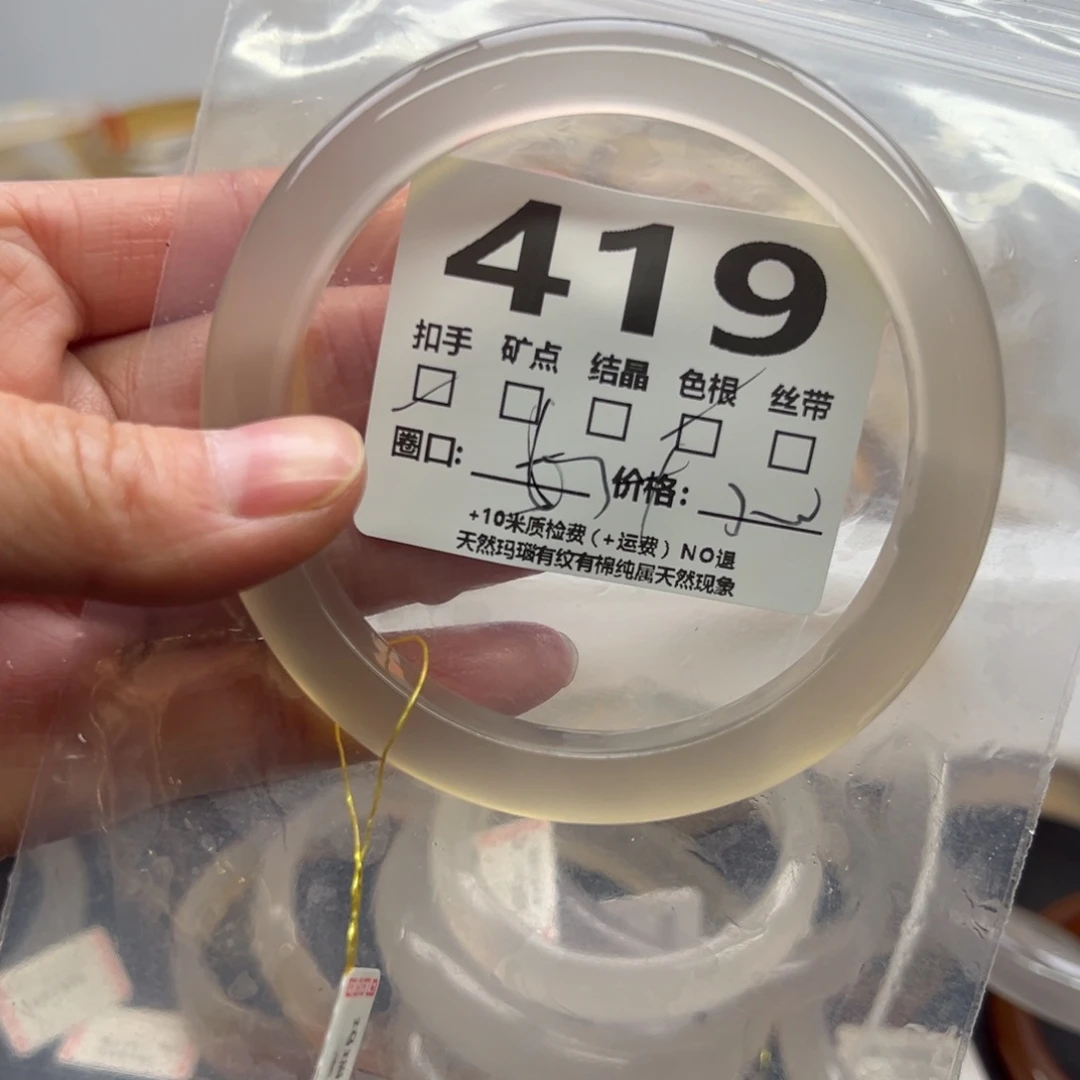 419
扣手 矿点 结晶 色根 丝带
圈口: 价格:
+10米质检费(+运费) NO退
天然玛瑙有纹有棉纯属天然现象